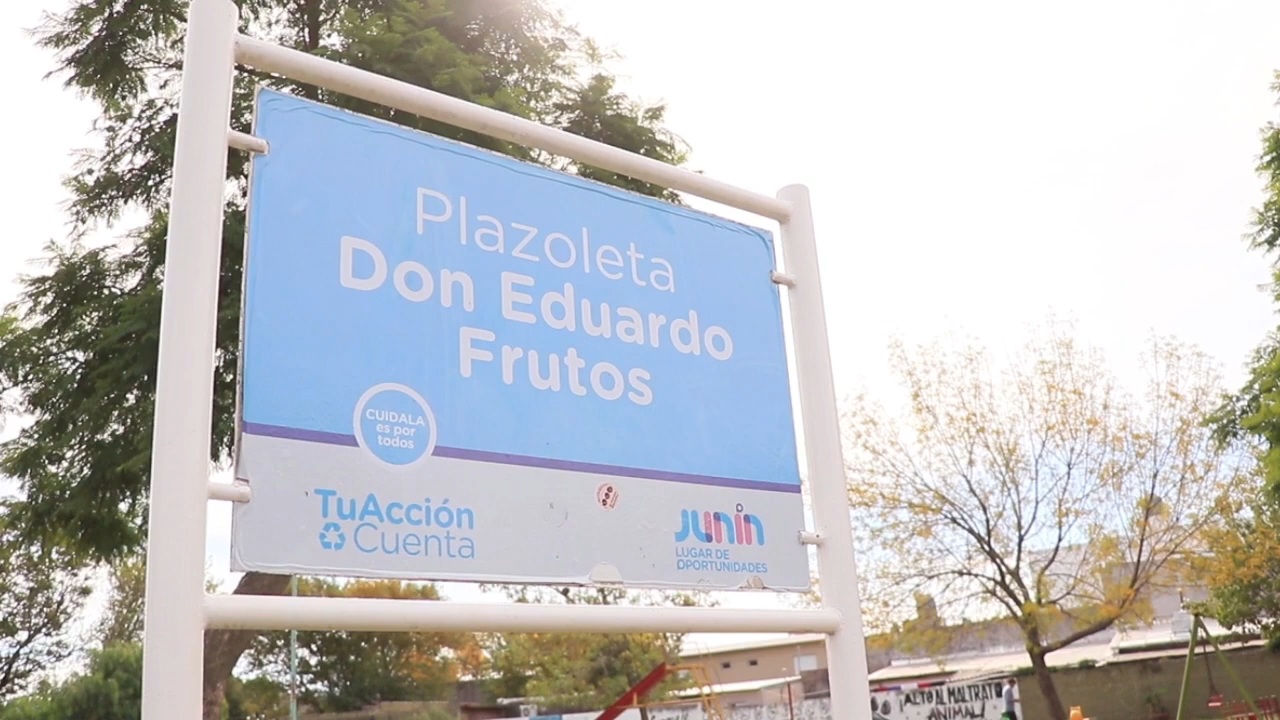 Plazoleta
Don Eduardo
Frutos
CUIDALA
es por
todos
TuAcción
Cuenta
JUNIN
LUGAR DE
OPORTUNIDADES
¡ALTO AL MALTRATO
ANIMAL!